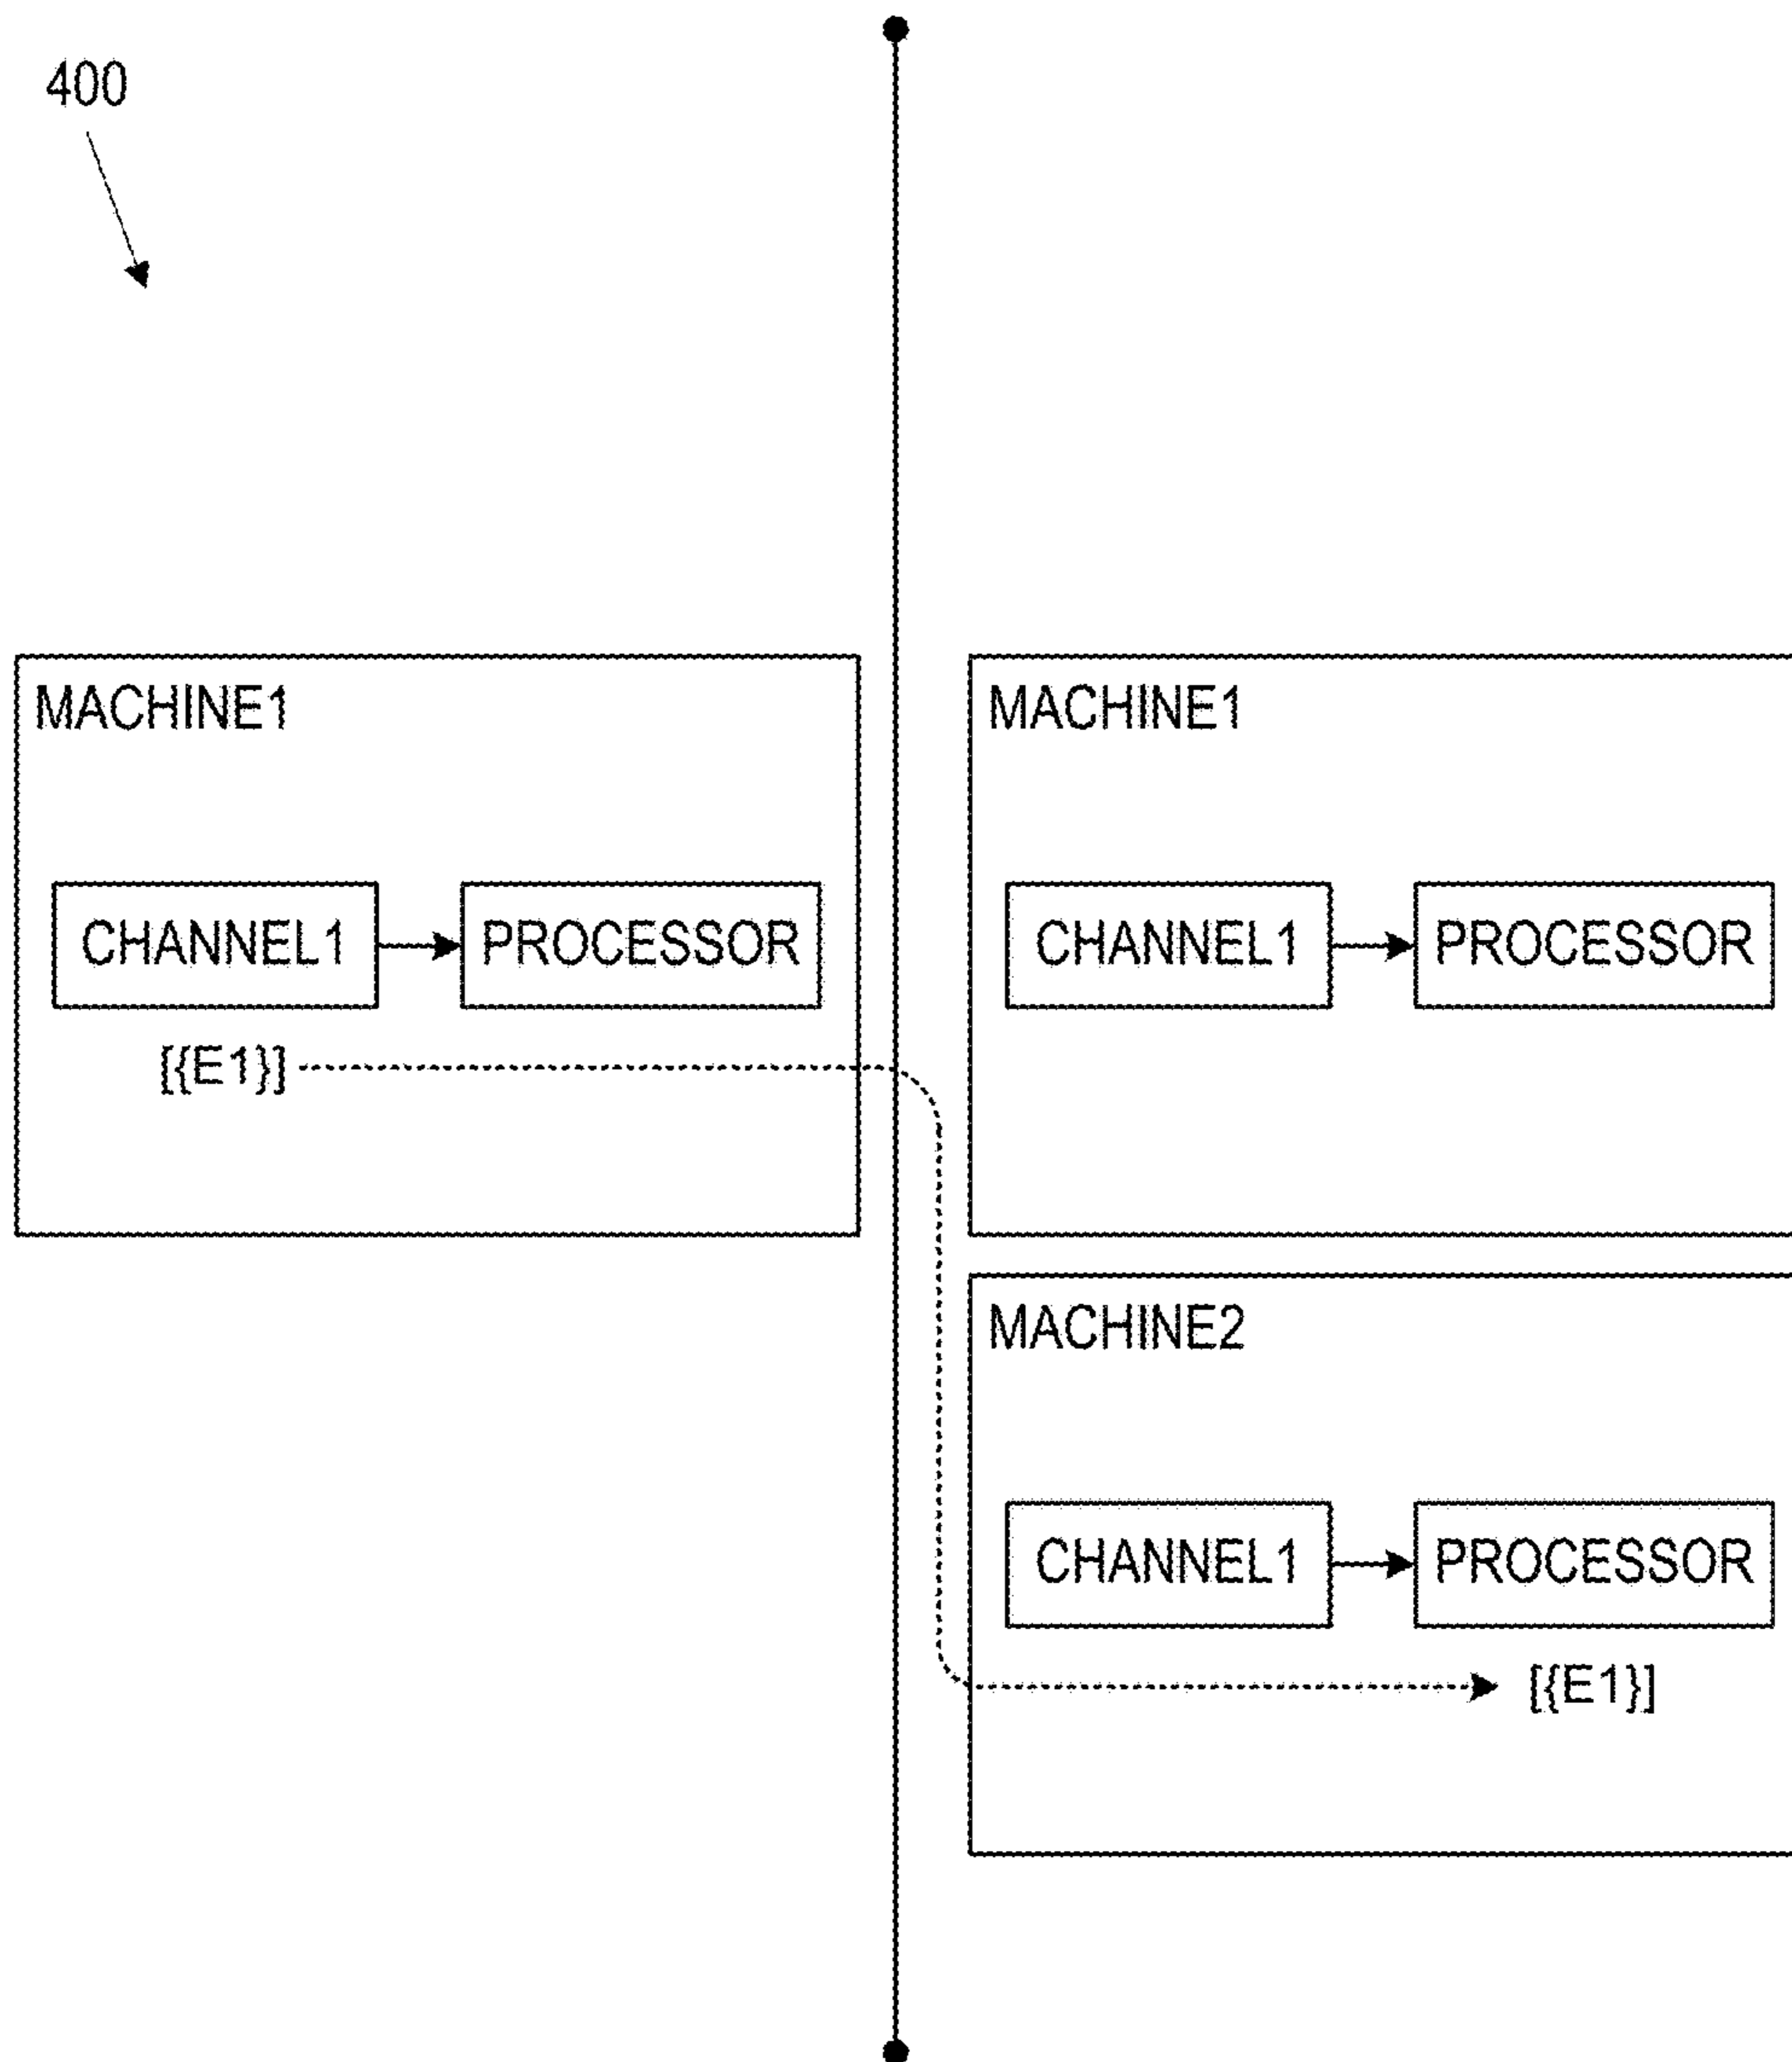 400
MACHINE1
CHANNEL1
PROCESSOR
[{E1}]
MACHINE1
CHANNEL1
PROCESSOR
MACHINE2
CHANNEL1
PROCESSOR
[{E1}]